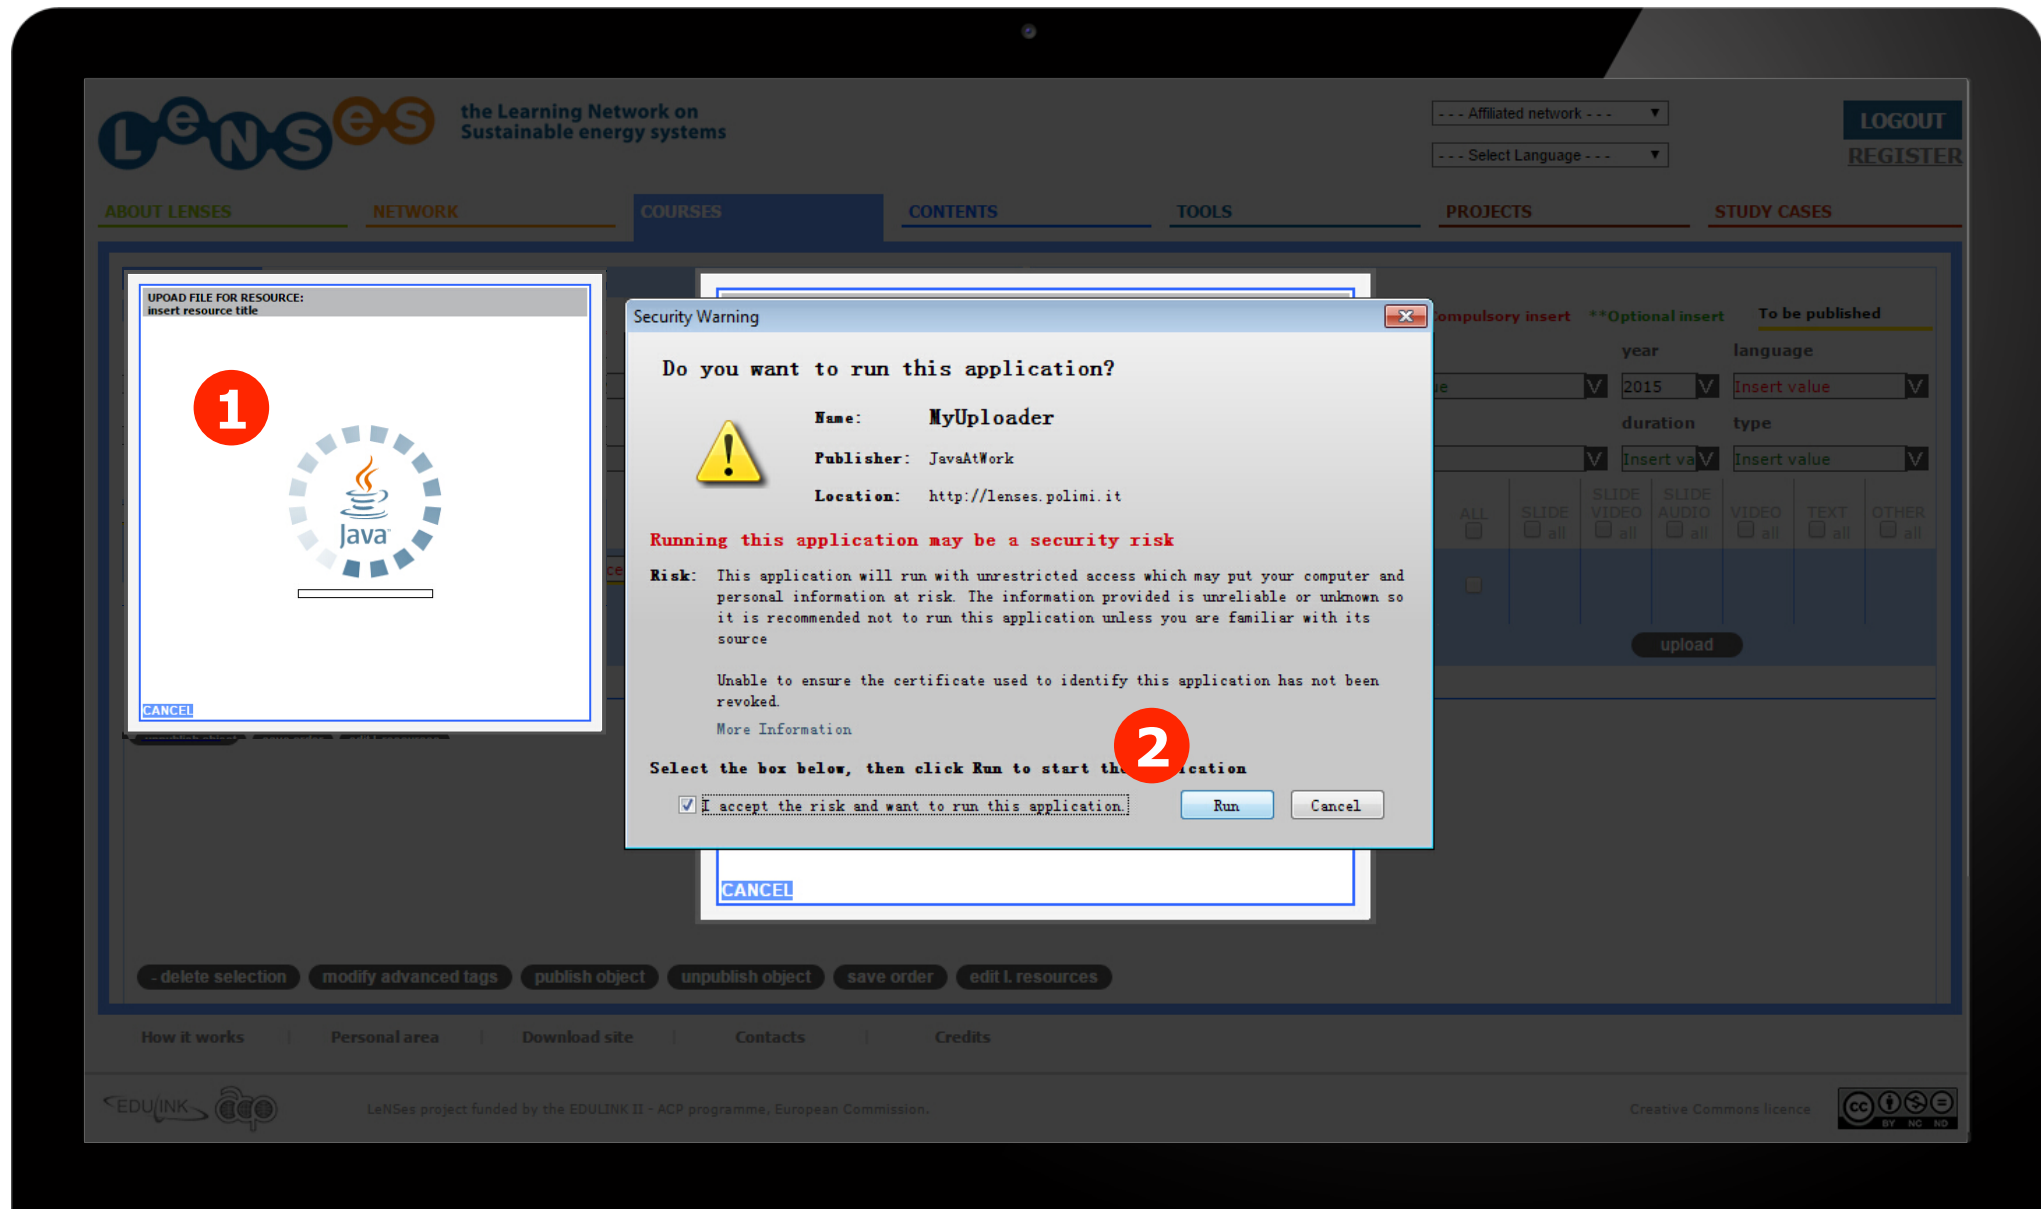 LeNSes
the Learning Network on
Sustainable energy systems
- - - Affiliated network - - -
- - - Select Language - - -
LOGOUT
REGISTER
ABOUT LENSES
NETWORK
COURSES
CONTENTS
TOOLS
PROJECTS
STUDY CASES
UPOAD FILE FOR RESOURCE:
insert resource title
1
Java
CANCEL
Security Warning
Do you want to run this application?
Name: MyUploader
Publisher: JavaAtWork
Location: http://lenses.polimi.it
Running this application may be a security risk
Risk: This application will run with unrestricted access which may put your computer and
personal information at risk. The information provided is unreliable or unknown so
it is recommended not to run this application unless you are familiar with its
source
Unable to ensure the certificate used to identify this application has not been
revoked.
More Information
2
Select the box below, then click Run to start the
I accept the risk and want to run this application.
Run
Cancel
CANCEL
ompulsory insert **Optional insert To be published
year language
2015 Insert value
duration type
Insert va Insert value
ALL
SLIDE
all
SLIDE
VIDEO
all
SLIDE
AUDIO
all
VIDEO
all
TEXT
all
OTHER
all
upload
- delete selection
modify advanced tags
publish object
unpublish object
save order
edit l. resources
How it works
Personal area
Download site
Contacts
Credits
EDULINK
acp
LeNSes project funded by the EDULINK II - ACP programme, European Commission.
Creative Commons licence
cc
BY NC ND